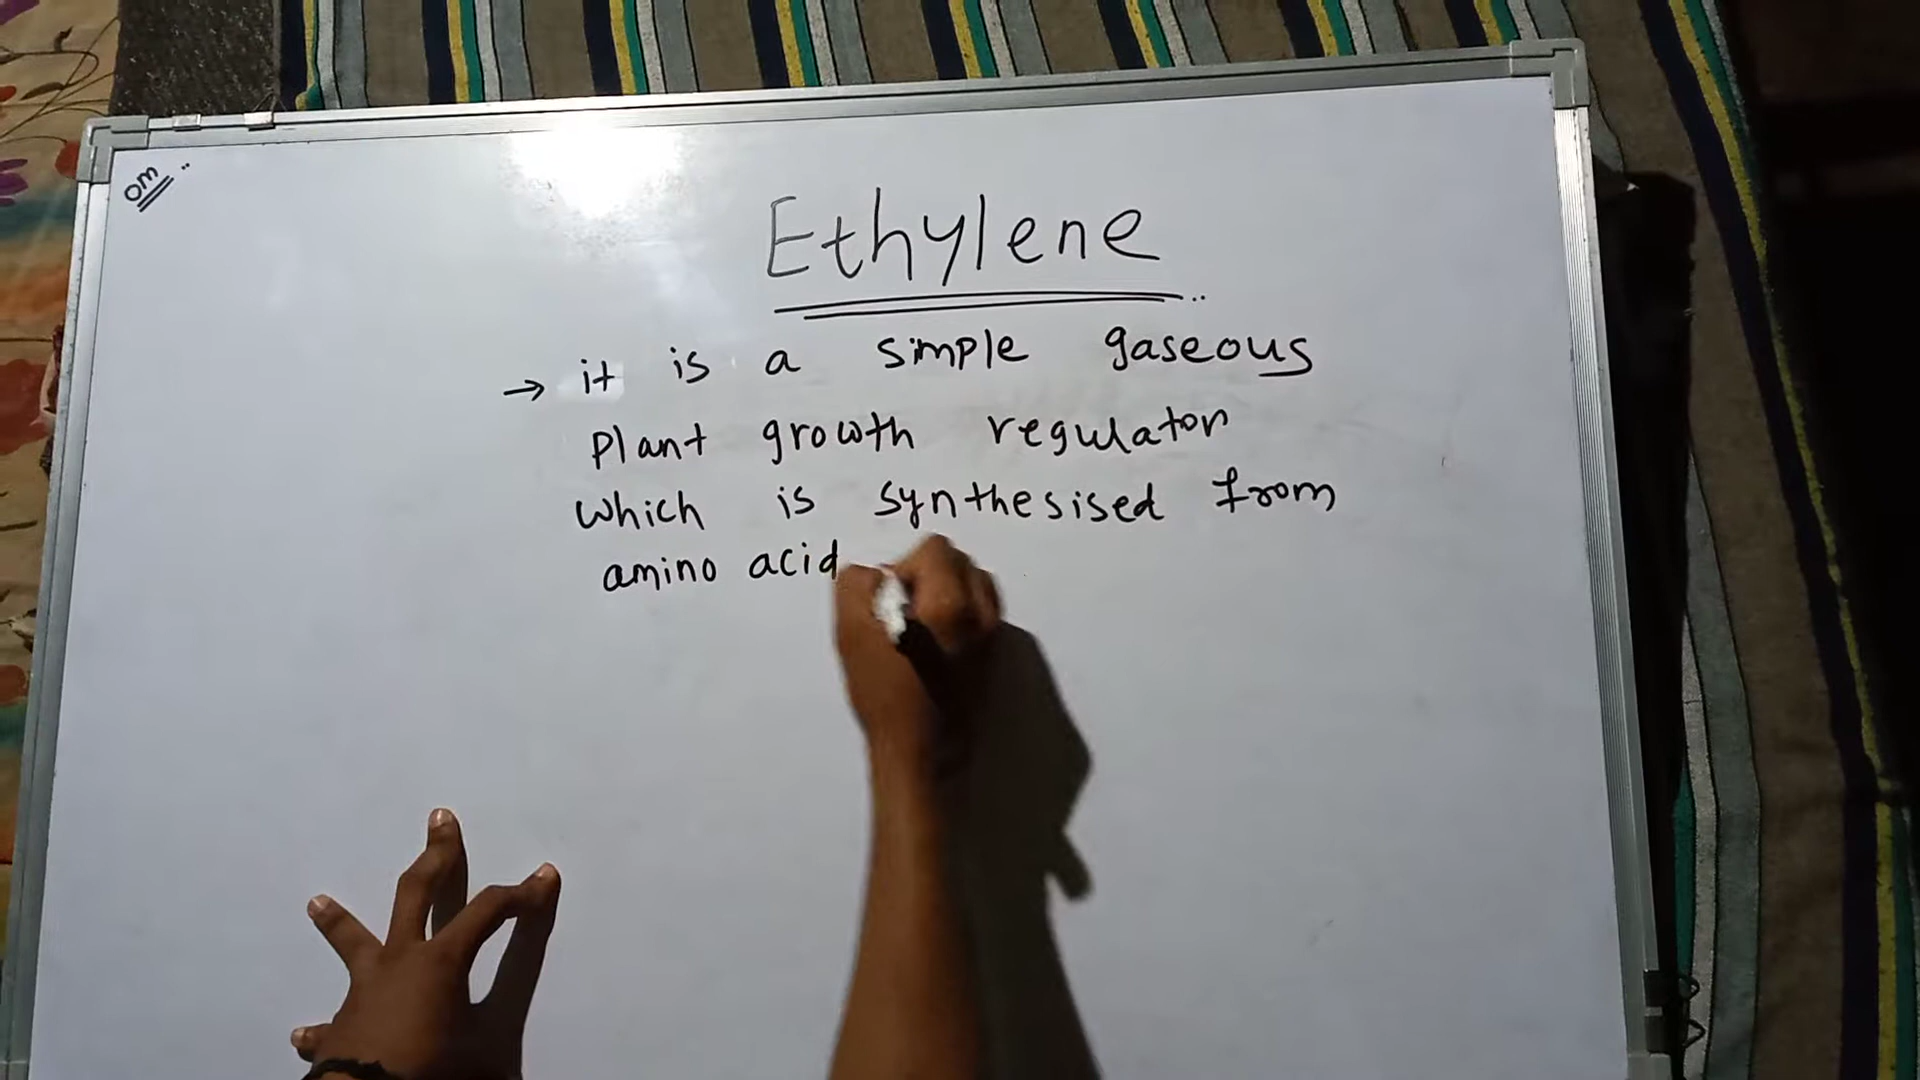 om
Ethylene
→ it is a simple gaseous
Plant growth regulator
which is synthesised from
amino acid